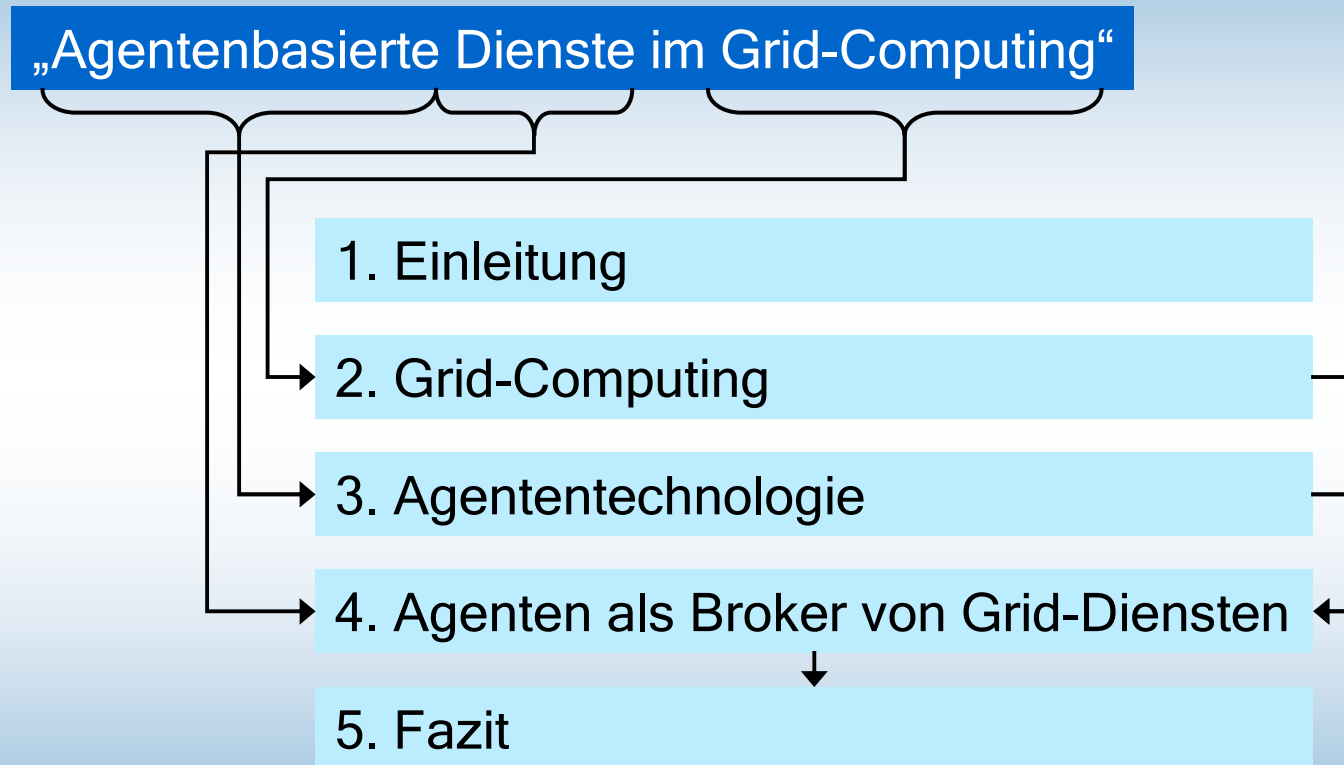 „Agentenbasierte Dienste im Grid-Computing“
1. Einleitung
2. Grid-Computing
3. Agententechnologie
4. Agenten als Broker von Grid-Diensten
5. Fazit